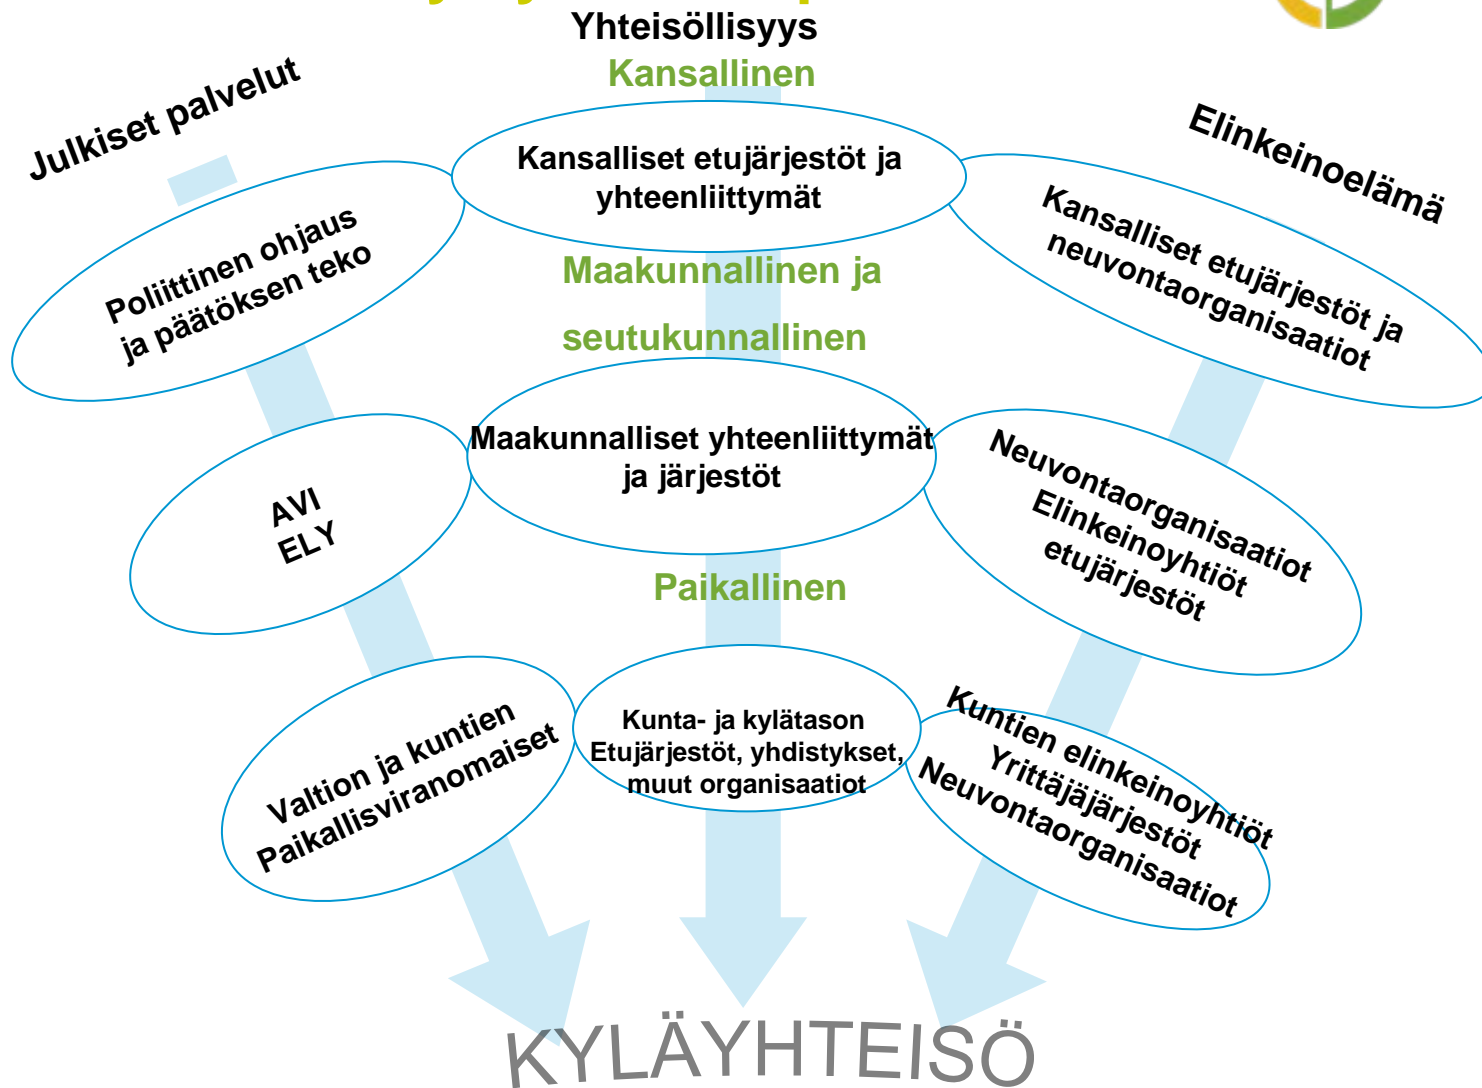 Yhteisöllisyys
Kansallinen
Julkiset palvelut
Elinkeinoelämä
Kansalliset etujärjestöt ja
yhteenliittymät
Poliittinen ohjaus
ja päätöksen teko
Kansalliset etujärjestöt ja
neuvontaorganisaatiot
Maakunnallinen ja
seutukunnallinen
Maakunnalliset yhteenliittymät
ja järjestöt
AVI
ELY
Neuvontaorganisaatiot
Elinkeinoyhtiöt
etujärjestöt
Paikallinen
Valtion ja kuntien
Paikallisviranomaiset
Kunta- ja kylätason
Etujärjestöt, yhdistykset,
muut organisaatiot
Kuntien elinkeinoyhtiöt
Yrittäjäjärjestöt
Neuvontaorganisaatiot
KYLÄYHTEISÖ